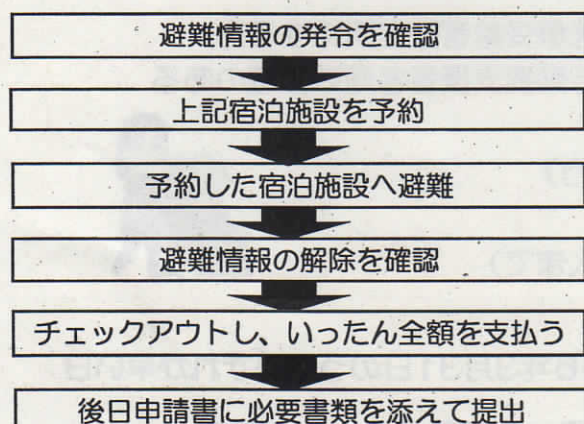 避難情報の発令を確認
上記宿泊施設を予約
予約した宿泊施設へ避難
避難情報の解除を確認
チェックアウトし、いったん全額を支払う
後日申請書に必要書類を添えて提出